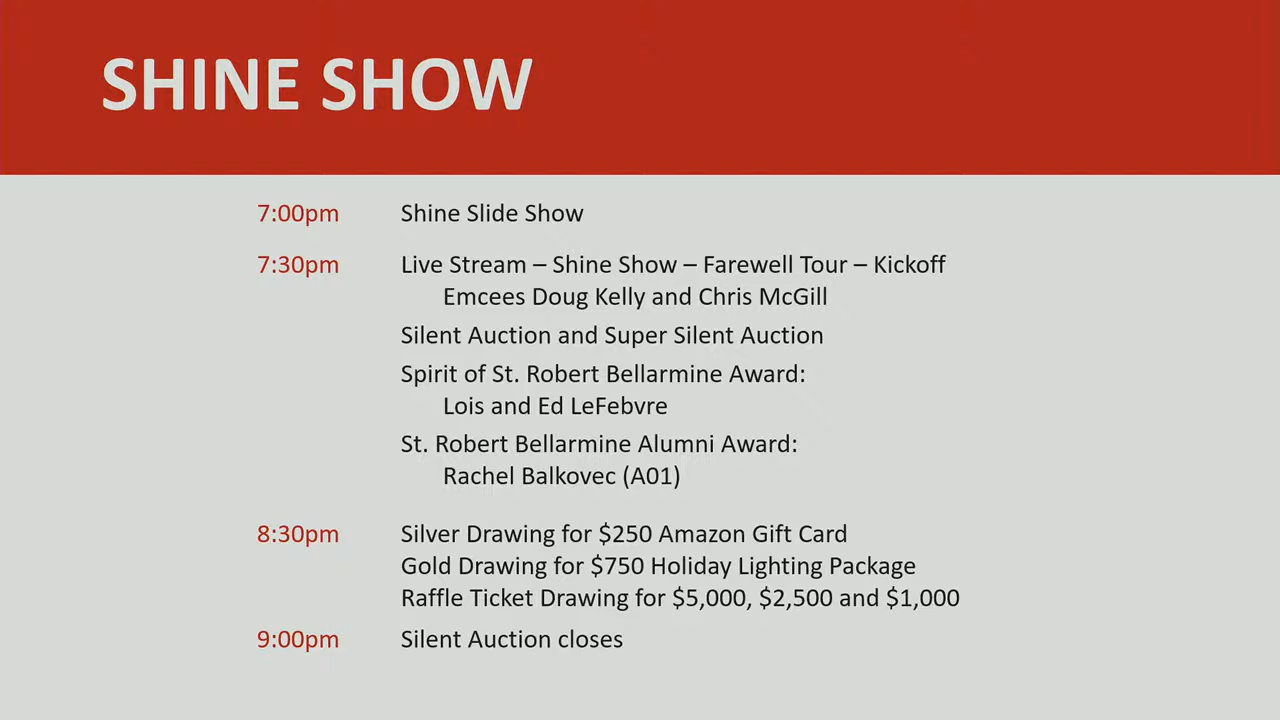 SHINE SHOW
7:00pm Shine Slide Show
7:30pm Live Stream – Shine Show – Farewell Tour – Kickoff
Emcees Doug Kelly and Chris McGill
Silent Auction and Super Silent Auction
Spirit of St. Robert Bellarmine Award:
Lois and Ed LeFebvre
St. Robert Bellarmine Alumni Award:
Rachel Balkovec (A01)
8:30pm Silver Drawing for $250 Amazon Gift Card
Gold Drawing for $750 Holiday Lighting Package
Raffle Ticket Drawing for $5,000, $2,500 and $1,000
9:00pm Silent Auction closes